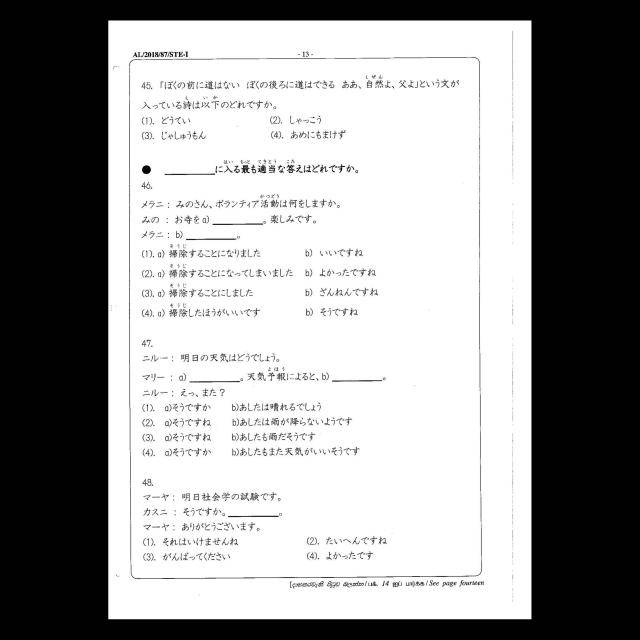 AL/2018/87/STE-I
- 13 -
45. 「ぼくの前に道はない ぼくの後ろに道はできる ああ、自然よ、父よ」という文が
入っている詩は以下のどれですか。
(1). どうてい (2). しゃっこう
(3). じゃしゅうもん (4). あめにもまけず
● ________に入る最も適当な答えはどれですか。
46.
メラニ : みのさん、ボランティア活動は何をしますか。
みの : お寺を a) ________。楽しみです。
メラニ : b) ________。
(1). a) 掃除することになりました b) いいですね
(2). a) 掃除することになってしまいました b) よかったですね
(3). a) 掃除することにしました b) ざんねんですね
(4). a) 掃除したほうがいいです b) そうですね
47.
ニルー : 明日の天気はどうでしょう。
マリー : a) ________。天気予報によると、b) ________。
ニルー : えっ、また？
(1). a)そうですか b)あしたは晴れるでしょう
(2). a)そうですね b)あしたは雨が降らないようです
(3). a)そうですね b)あしたも雨だそうです
(4). a)そうですか b)あしたもまた天気がいいそうです
48.
マーヤ : 明日社会学の試験です。
カスニ : そうですか。________。
マーヤ : ありがとうございます。
(1). それはいけませんね (2). たいへんですね
(3). がんばってください (4). よかったです
14 ஐப் பார்க்க / See page fourteen